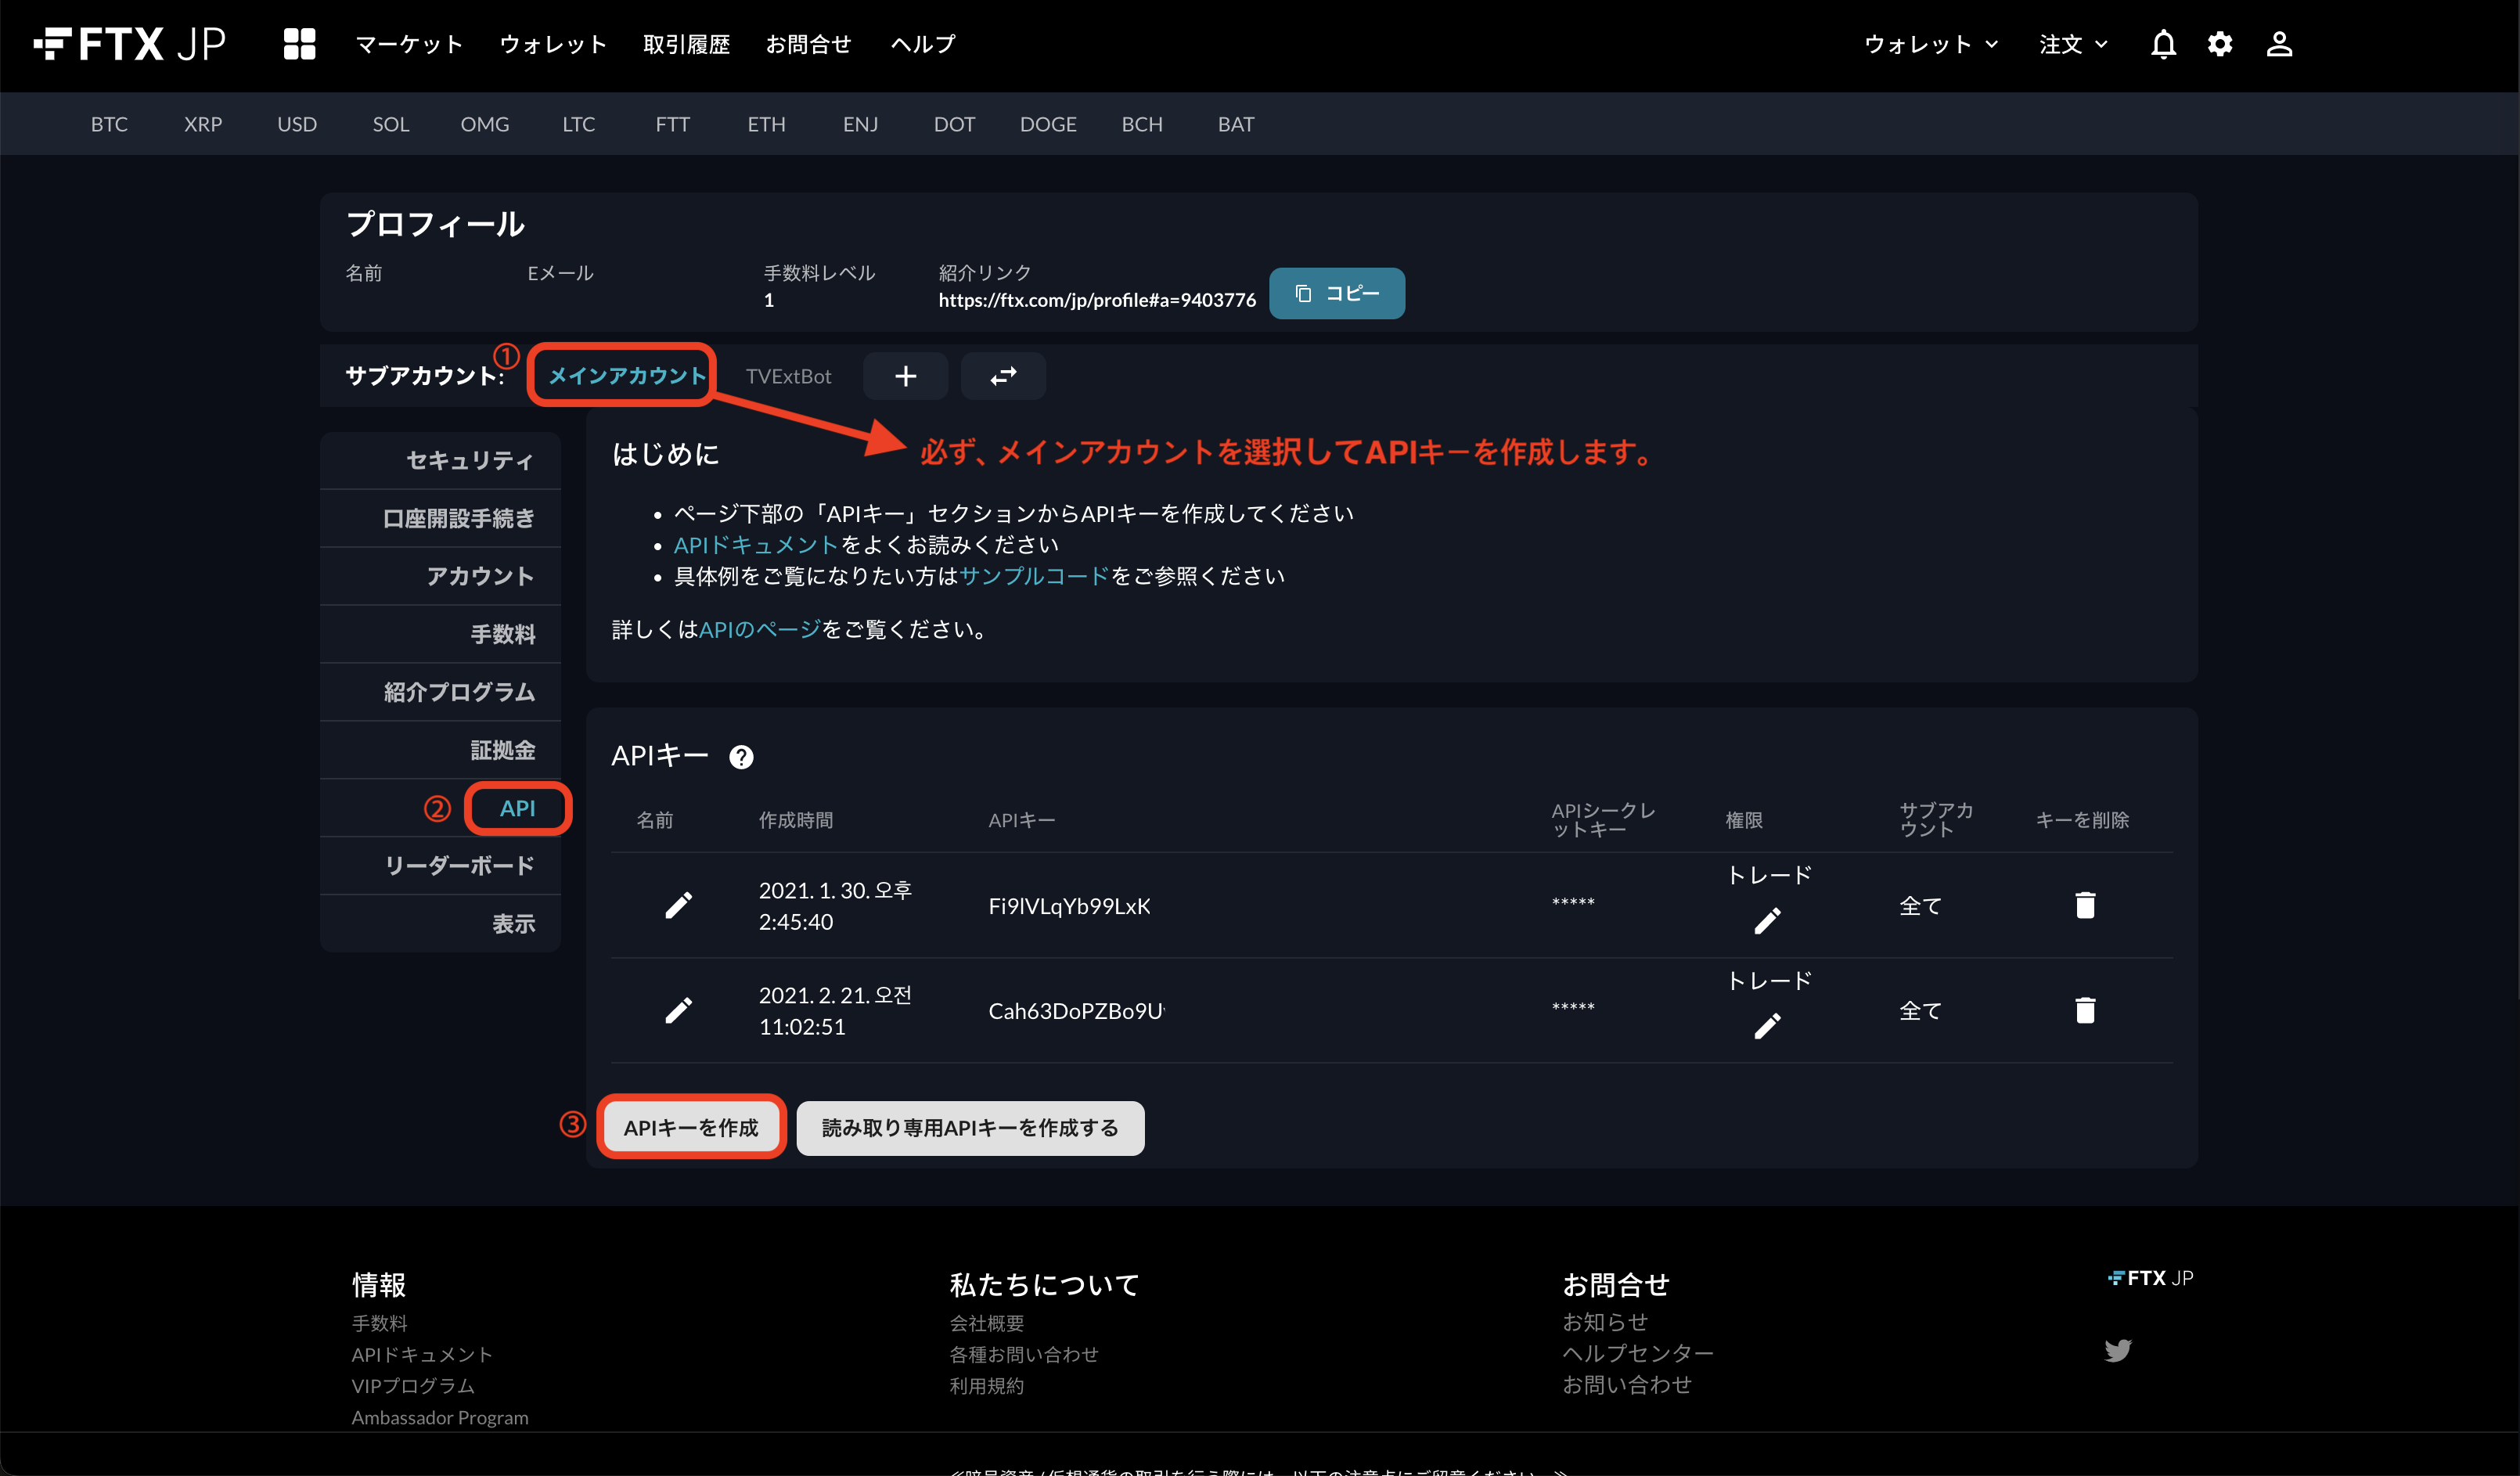 FTX JP マーケット ウォレット 取引履歴 お問合せ ヘルプ ウォレット 注文
BTC XRP USD SOL OMG LTC FTT ETH ENJ DOT DOGE BCH BAT
プロフィール
名前 Eメール 手数料レベル 紹介リンク
1 https://ftx.com/jp/profile#a=9403776 コピー
サブアカウント: ① メインアカウント TVExtBot
必ず、メインアカウントを選択してAPIキーを作成します。
セキュリティ
口座開設手続き
アカウント
手数料
紹介プログラム
証拠金
② API
リーダーボード
表示
はじめに
• ページ下部の「APIキー」セクションからAPIキーを作成してください
• APIドキュメントをよくお読みください
• 具体例をご覧になりたい方はサンプルコードをご参照ください
詳しくはAPIのページをご覧ください。
APIキー ?
名前 作成時間 APIキー APIシークレ
ットキー 権限 サブアカ
ウント キーを削除
2021. 1. 30. 오후
2:45:40 Fi9lVLqYb99LxK ***** トレード 全て
2021. 2. 21. 오전
11:02:51 Cah63DoPZBo9U ***** トレード 全て
③ APIキーを作成 読み取り専用APIキーを作成する
情報
手数料
APIドキュメント
VIPプログラム
Ambassador Program
私たちについて
会社概要
各種お問い合わせ
利用規約
お問合せ
お知らせ
ヘルプセンター
お問い合わせ
FTX JP